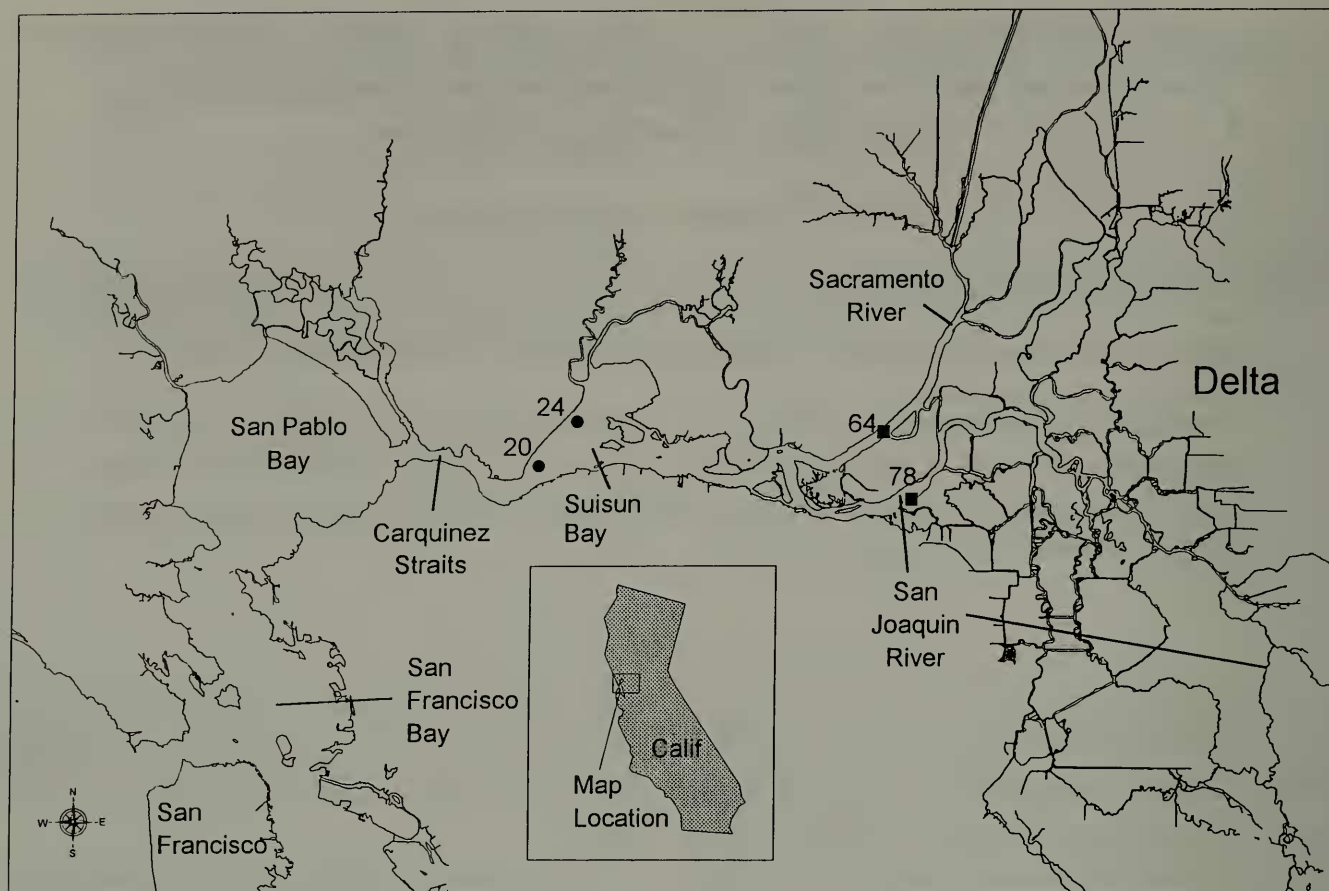 Sacramento
River
Delta
64
24
San Pablo
Bay
20
78
Suisun
Bay
Carquinez
Straits
San
Joaquin
River
San
Francisco
Bay
Calif
Map
Location
N
W
E
S
San
Francisco